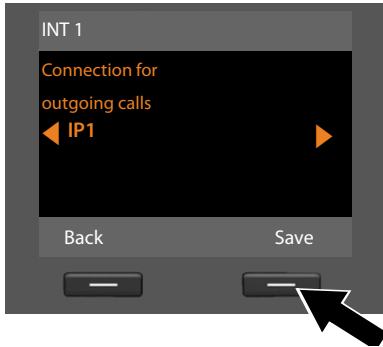 INT 1
Connection for
outgoing calls
IP1
Back Save